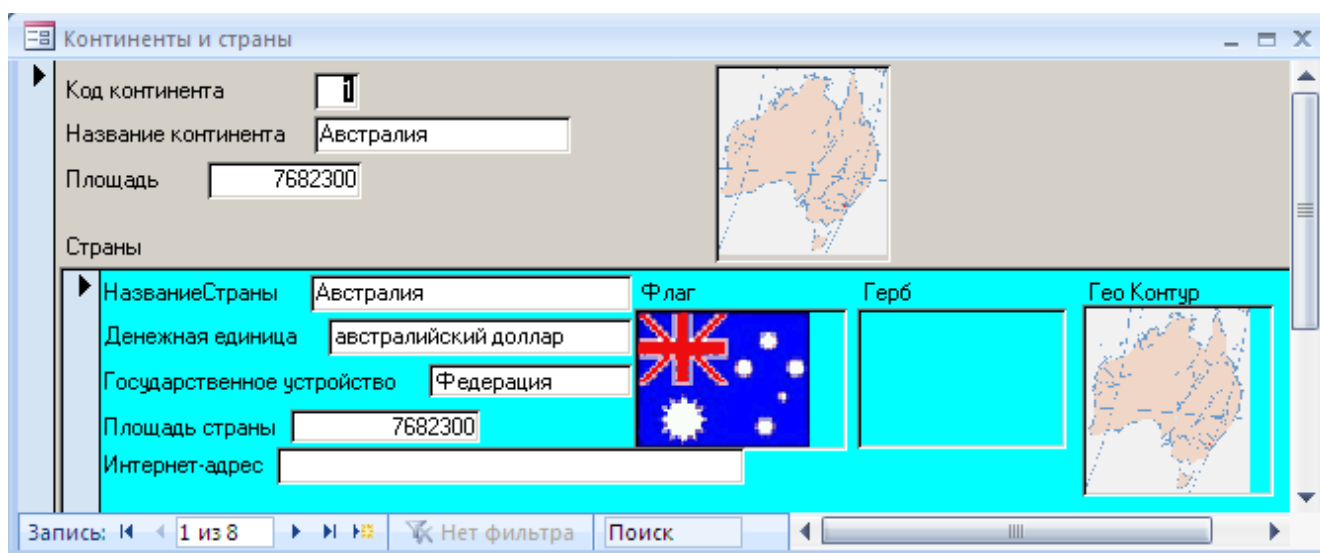 Континенты и страны
Код континента 1
Название континента Австралия
Площадь 7682300
Страны
НазваниеСтраны Австралия Флаг Герб Гео Контур
Денежная единица австралийский доллар
Государственное устройство Федерация
Площадь страны 7682300
Интернет-адрес
Запись: 1 из 8 Нет фильтра Поиск